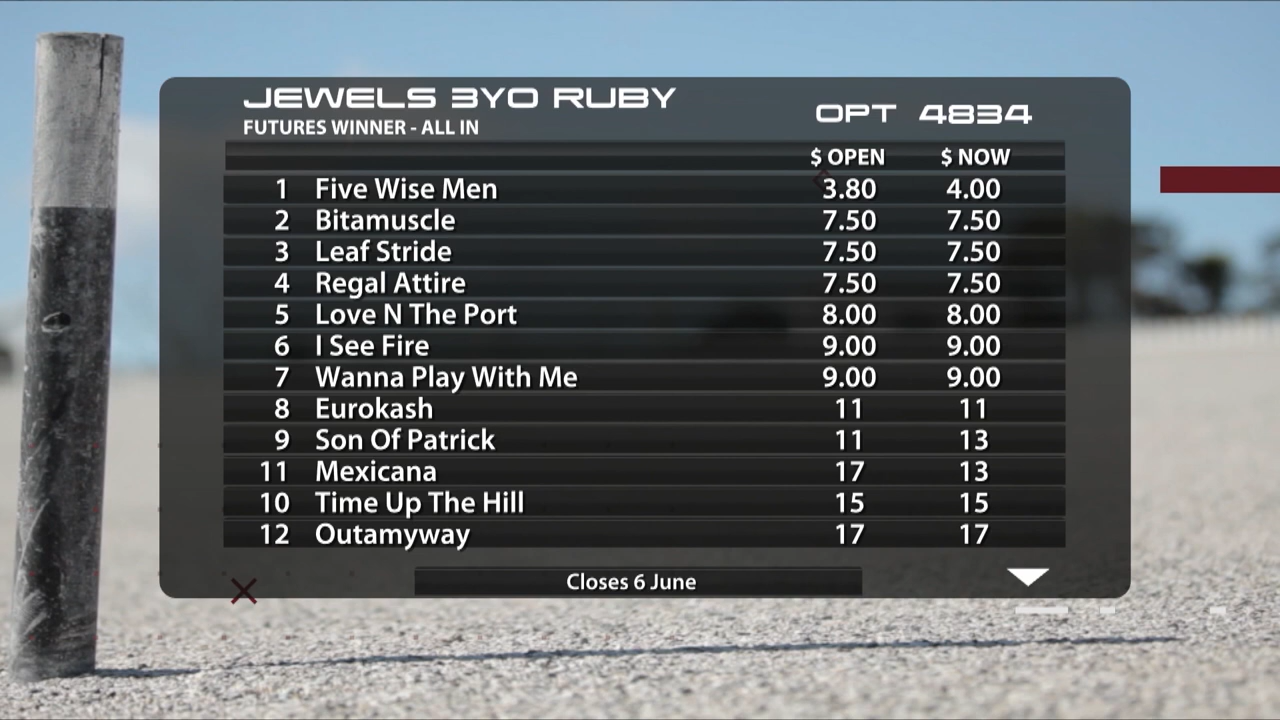 JEWELS 3YO RUBY
FUTURES WINNER - ALL IN
OPT 4834
$ OPEN $ NOW
1 Five Wise Men 3.80 4.00
2 Bitamuscle 7.50 7.50
3 Leaf Stride 7.50 7.50
4 Regal Attire 7.50 7.50
5 Love N The Port 8.00 8.00
6 I See Fire 9.00 9.00
7 Wanna Play With Me 9.00 9.00
8 Eurokash 11 11
9 Son Of Patrick 11 13
11 Mexicana 17 13
10 Time Up The Hill 15 15
12 Outamyway 17 17
Closes 6 June